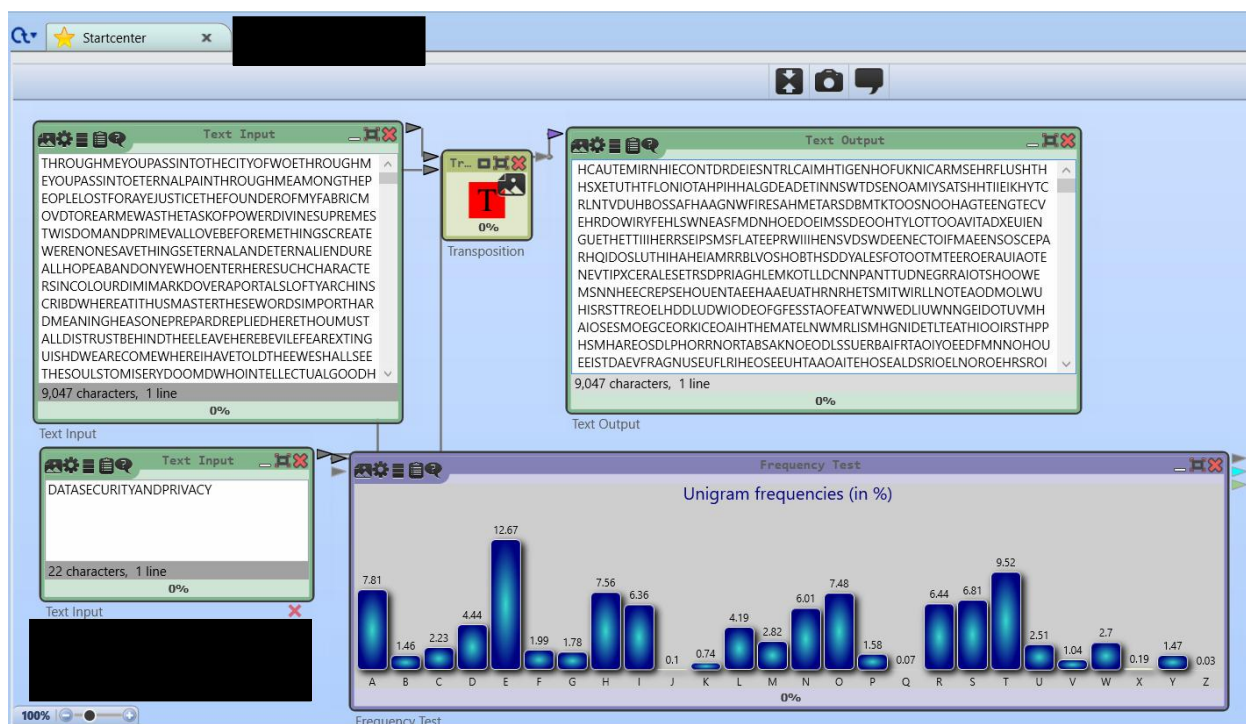 Startcenter
Text Input
THROUGHMEYOUPASSINTOTHECITYOFWOETHROUGHM
EYOUPASSINTOETERNALPAINTHROUGHMEAMONGTHEP
EOPLELOSTFORAYEJUSTICETHEFOUNDEROFMYFABRICM
OVDTOREARMEWASTHETASKOFPOWERDIVINESUPREMES
TWISDOMANDPRIMEVALLOVEBEFOREMETHINGSCREATE
WERENONESAVETHINGSETERNALANDETERNALIENDURE
ALLHOPEABANDONYEWHOENTERHERESUCHCHARACTE
RSINCOLOURDIMIMARKDOVERAPORTALSLOFTYARCHINS
CRIBDWHEREATITHUSMASTERTHESEWORDSIMPORTHAR
DMEANINGHEASONEPREPARDREPLIEDHERETHOUMUST
ALLDISTRUSTBEHINDTHEELEAVEHEREBEVILEFEAREXTING
UISHDWEARECOMEWHEREIHAVETOLDTHEEWESHALLSEE
THESOULSTOMISERYDOOMDWHOINTELLECTUALGOODH
9,047 characters, 1 line
0%
Text Input
Tr...
T
0%
Transposition
Text Output
HCAUTEMIRNHIECONTDRDEIESNTRLCAIMHTIGENHOFUKNICARMSEHRFLUSHTH
HSXETUTHTFLONIOTAHPIHHALGDEADETINNSWTDSENOAMIYSATSHHTIIEIKHYTC
RLNTVDUHBOSSAFHAAGNWFIRESAHMETARSDBMTKTOOSNOOHAGTEENGTECV
EHRDOWIRYFEHLSWNEASFMDNHOEDOEIMSSDEOOHTYLOTTOOAVITADXEUIEN
GUETHETTIIIHERRSEIPSMSFLATEEPRWIIIHENSVDSWDEENECTOIFMAEENSOSCEPA
RHQIDOSLUTHIHAHEIAMRRBLVOSHOBTHSDDYALESFOTOOTMTEEROERAUIAOTE
NEVTIPXCERALESETRSDPRIAGHLEMKOTLLDCNNPANTTUDNEGRRAIOTSHOOWE
MSNNHEECREPSEHOUENTAEEHAAEUATHRNRHETSMITWIRLLNOTEAODMOLWU
HISRSTTREOELHDDLUDWIODEOFGFESSTAOFEATWNWEDLIUWNNGEIDOTUVMH
AIOSESMOEGCEORKICEOAIHTHEMATELNWMRLISMHGNIDETLTEATHIOOIRSTHPP
HSMHAREOSDLPHORRNORTABSAKNOEODLSSUERBAIFRTAOIYOEEDFMNNOHOU
EEISTDAEVFRAGNUSEUFLRIHEOSEEUHTAAOAITEHOSEALDSRIOELNOROEHRSROI
9,047 characters, 1 line
0%
Text Output
Text Input
DATASECURITYANDPRIVACY
22 characters, 1 line
0%
Text Input
Frequency Test
Unigram frequencies (in %)
7.81 1.46 2.23 4.44 12.67 1.99 1.78 7.56 6.36 0.1 0.74 4.19 2.82 6.01 7.48 1.58 0.07 6.44 6.81 9.52 2.51 1.04 2.7 0.19 1.47 0.03
A B C D E F G H I J K L M N O P Q R S T U V W X Y Z
0%
Frequency Test
100%